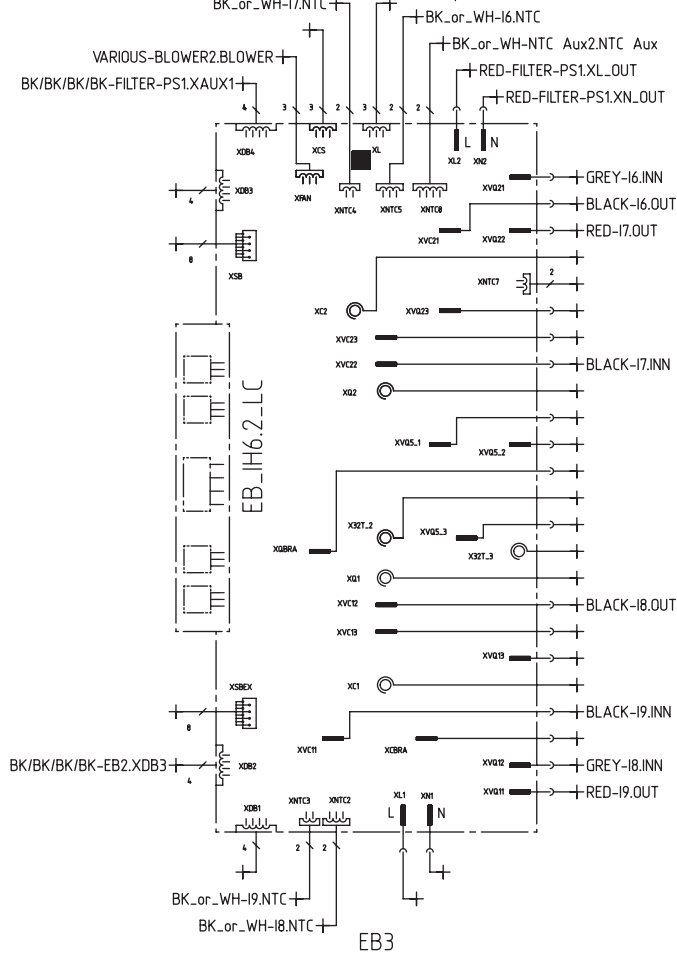 BK_or_WH-I7.NTC
BK_or_WH-I6.NTC
BK_or_WH-NTC Aux2.NTC Aux
VARIOUS-BLOWER2.BLOWER
RED-FILTER-PS1.XL_OUT
BK/BK/BK/BK-FILTER-PS1.XAUX1
RED-FILTER-PS1.XN_OUT
4 3 3 2 3 2 2
XDB4 XCS XL XL2 L XN2 N
XDB3
4
XFAN XNTC4 XNTC5 XNTC8
XVQ21 GREY-I6.INN
BLACK-I6.OUT
XVC21 XVQ22 RED-I7.OUT
8
XSB
XNTC7 2
XC2 XVQ23
XVC23
XVC22 BLACK-I7.INN
XQ2
EB_IH6.2_LC
XVQ5_1 XVQ5_2
X32T_2 XVQ5_3
XQBRA X32T_3
XQ1
XVC12 BLACK-I8.OUT
XVC13
XVQ13
XC1
XSBEX
8
BLACK-I9.INN
XVC11 XCBRA
BK/BK/BK/BK-EB2.XDB3 XDB2 XVQ12 GREY-I8.INN
4
XVQ11 RED-I9.OUT
XDB1 XNTC3 XNTC2 XL1 XN1
L N
4 2 2
BK_or_WH-I9.NTC
BK_or_WH-I8.NTC
EB3